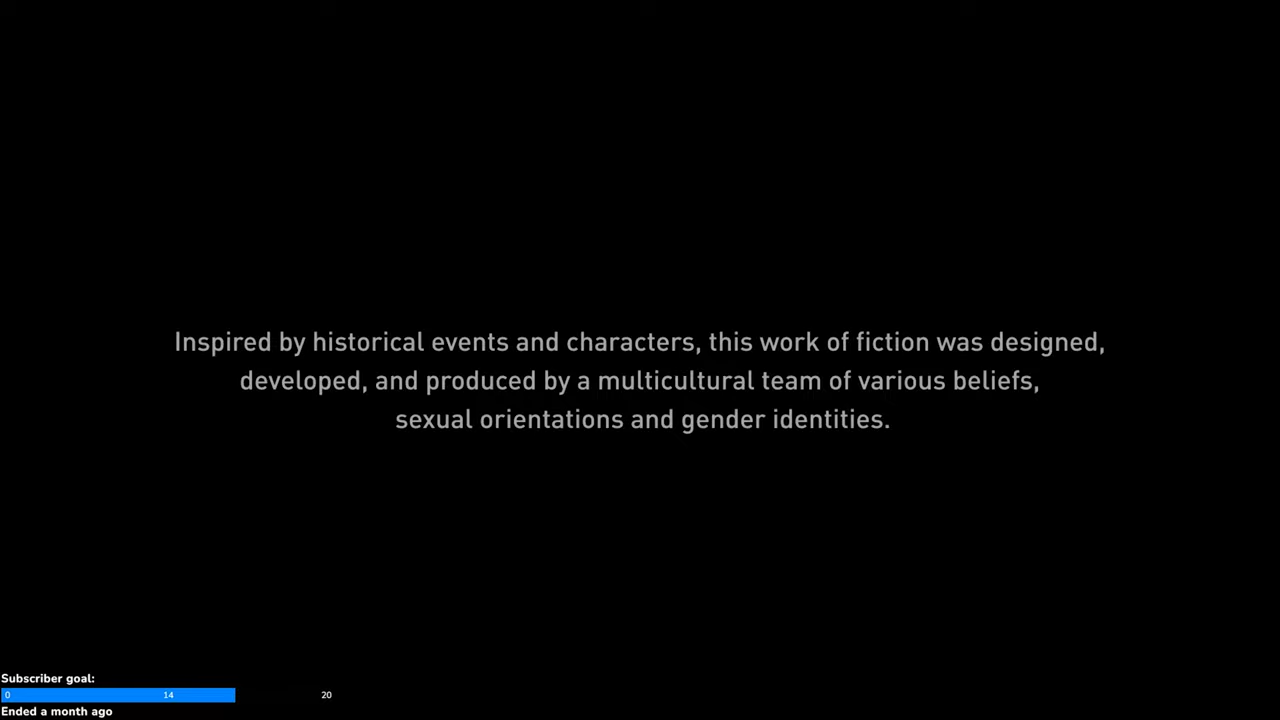 Inspired by historical events and characters, this work of fiction was designed,
developed, and produced by a multicultural team of various beliefs,
sexual orientations and gender identities.
Subscriber goal:
0 14 20
Ended a month ago